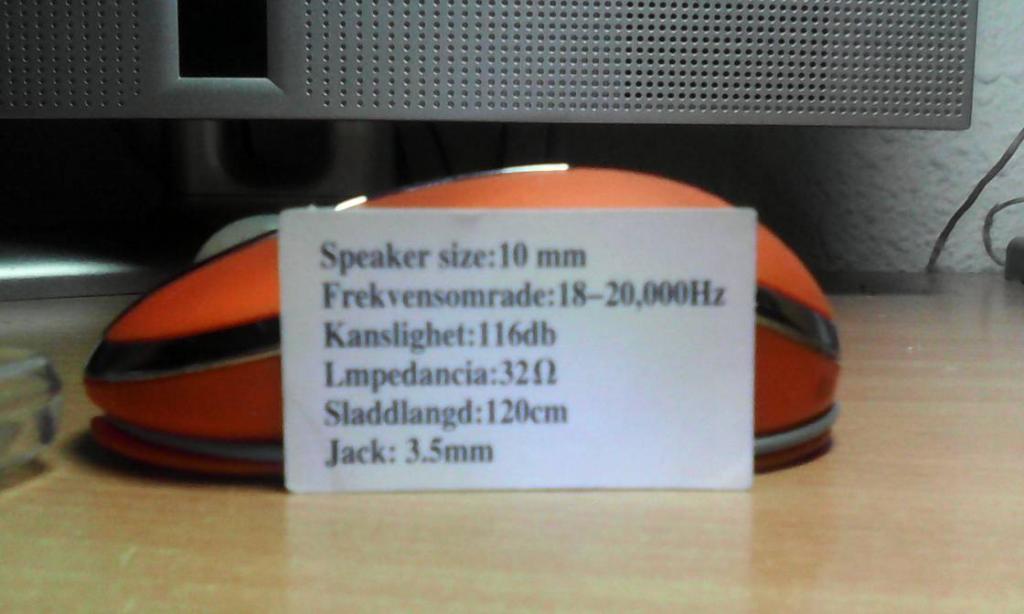 Speaker size:10 mm
Frekvensomrade:18–20,000Hz
Kanslighet:116db
Lmpedancia:32Ω
Sladdlangd:120cm
Jack: 3.5mm